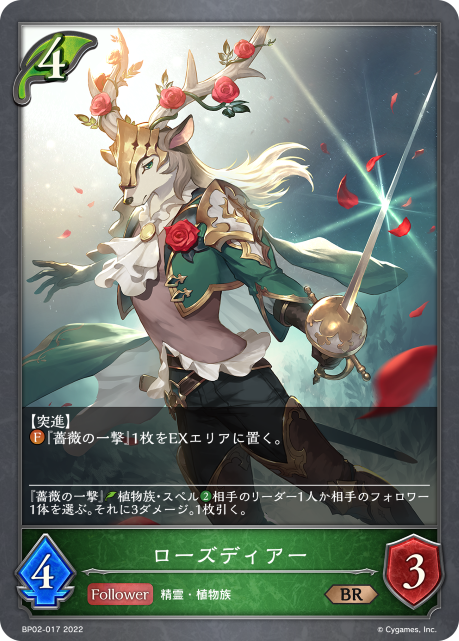 4
【突進】
F『薔薇の一撃』1枚をEXエリアに置く。
『薔薇の一撃』植物族・スペル2相手のリーダー1人か相手のフォロワー
1体を選ぶ。それに3ダメージ。1枚引く。
ローズディアー
4
Follower 精霊・植物族 BR
3
BP02-017 2022 © Cygames, Inc.